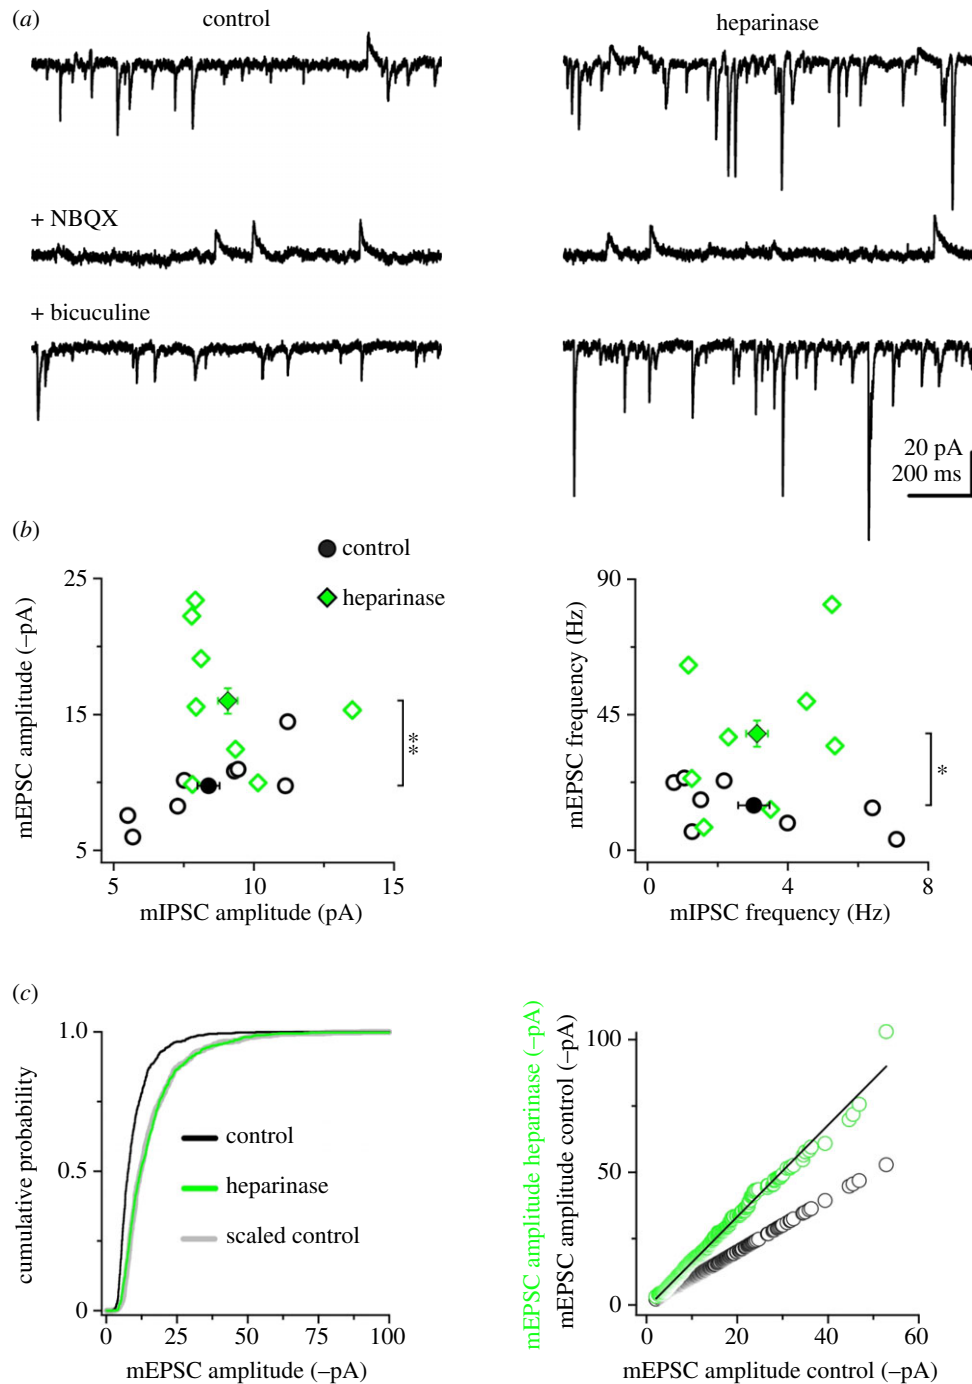 (a)
control
heparinase
+ NBQX
+ bicuculine
20 pA
200 ms
(b)
control
heparinase
mEPSC amplitude (–pA)
25
15
5
5
10
15
mIPSC amplitude (pA)
**
mEPSC frequency (Hz)
90
45
0
0
4
8
mIPSC frequency (Hz)
*
(c)
cumulative probability
1.0
0.5
0
0
25
50
75
100
mEPSC amplitude (–pA)
control
heparinase
scaled control
mEPSC amplitude heparinase (–pA)
mEPSC amplitude control (–pA)
100
50
0
0
20
40
60
mEPSC amplitude control (–pA)